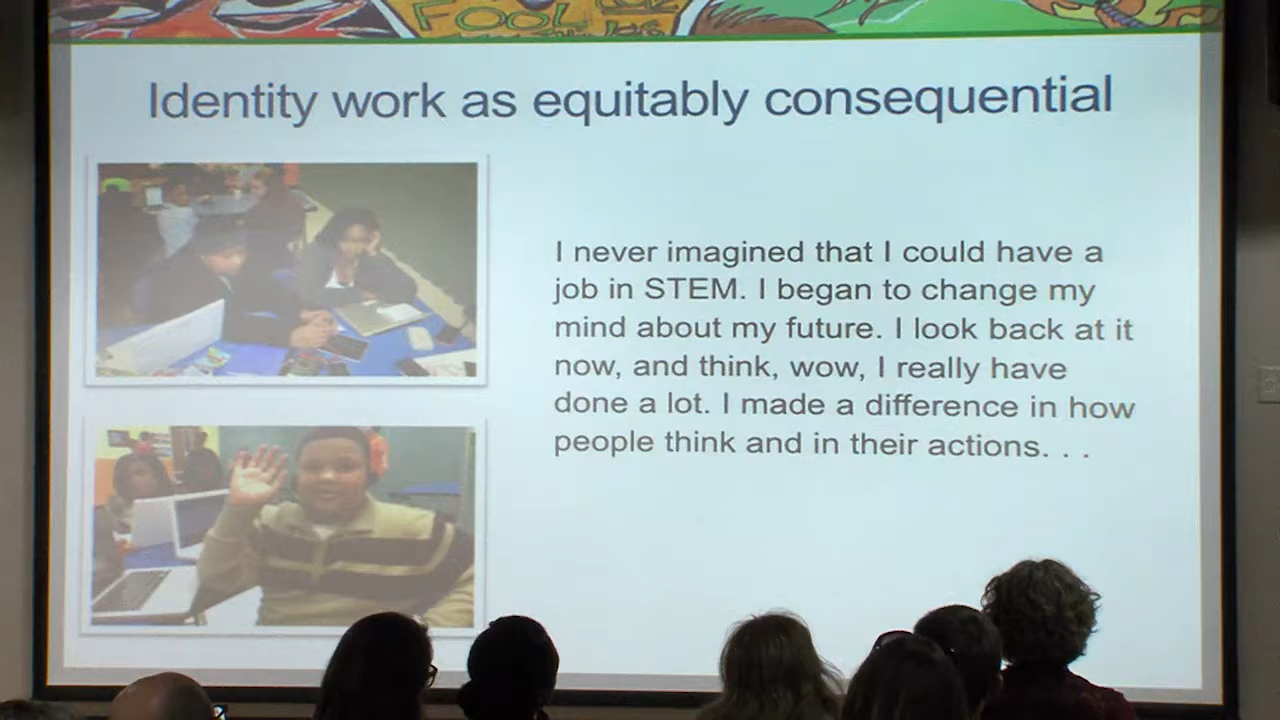 FOOL
Identity work as equitably consequential
I never imagined that I could have a
job in STEM. I began to change my
mind about my future. I look back at it
now, and think, wow, I really have
done a lot. I made a difference in how
people think and in their actions. . .